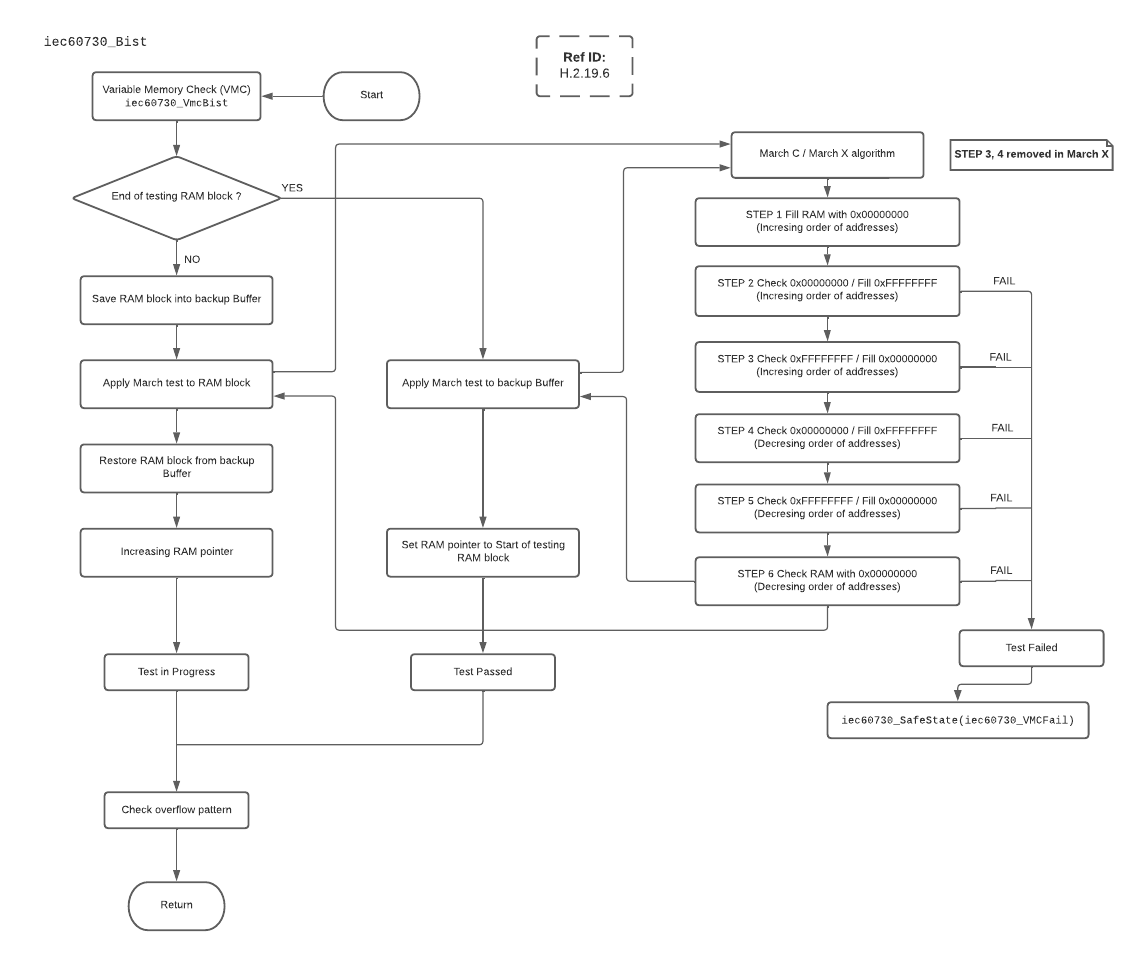 iec60730_Bist
Ref ID:
H.2.19.6
Variable Memory Check (VMC)
iec60730_VmcBist
Start
End of testing RAM block ?
YES
NO
Save RAM block into backup Buffer
Apply March test to RAM block
Restore RAM block from backup
Buffer
Increasing RAM pointer
Test in Progress
Check overflow pattern
Return
Apply March test to backup Buffer
Set RAM pointer to Start of testing
RAM block
Test Passed
March C / March X algorithm
STEP 3, 4 removed in March X
STEP 1 Fill RAM with 0x00000000
(Incresing order of addresses)
STEP 2 Check 0x00000000 / Fill 0xFFFFFFFF
(Incresing order of addresses)
FAIL
STEP 3 Check 0xFFFFFFFF / Fill 0x00000000
(Incresing order of addresses)
FAIL
STEP 4 Check 0x00000000 / Fill 0xFFFFFFFF
(Decresing order of addresses)
FAIL
STEP 5 Check 0xFFFFFFFF / Fill 0x00000000
(Decresing order of addresses)
FAIL
STEP 6 Check RAM with 0x00000000
(Decresing order of addresses)
FAIL
Test Failed
iec60730_SafeState(iec60730_VMCFail)